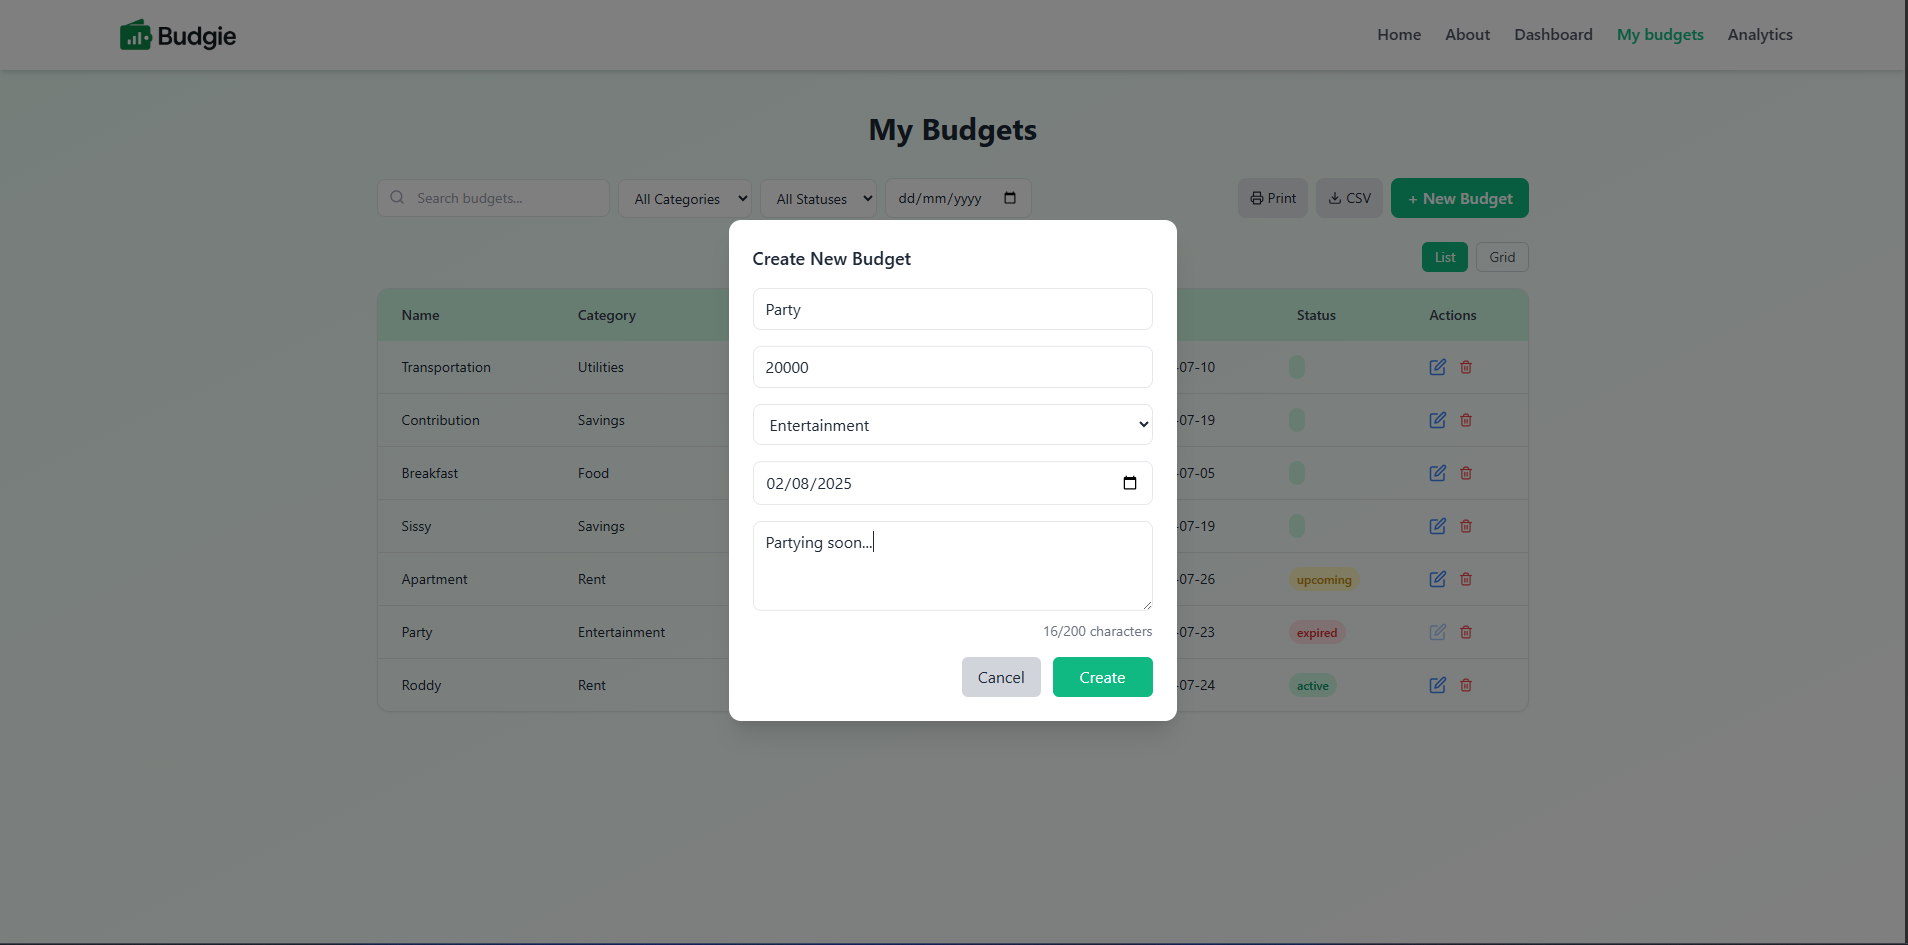 Budgie
Home About Dashboard My budgets Analytics
My Budgets
Search budgets... All Categories All Statuses dd/mm/yyyy Print CSV + New Budget
List Grid
Create New Budget
Party
20000
Entertainment
02/08/2025
Partying soon...
16/200 characters
Cancel Create
Name Category Status Actions
Transportation Utilities -07-10
Contribution Savings -07-19
Breakfast Food -07-05
Sissy Savings -07-19
Apartment Rent -07-26 upcoming
Party Entertainment -07-23 expired
Roddy Rent -07-24 active